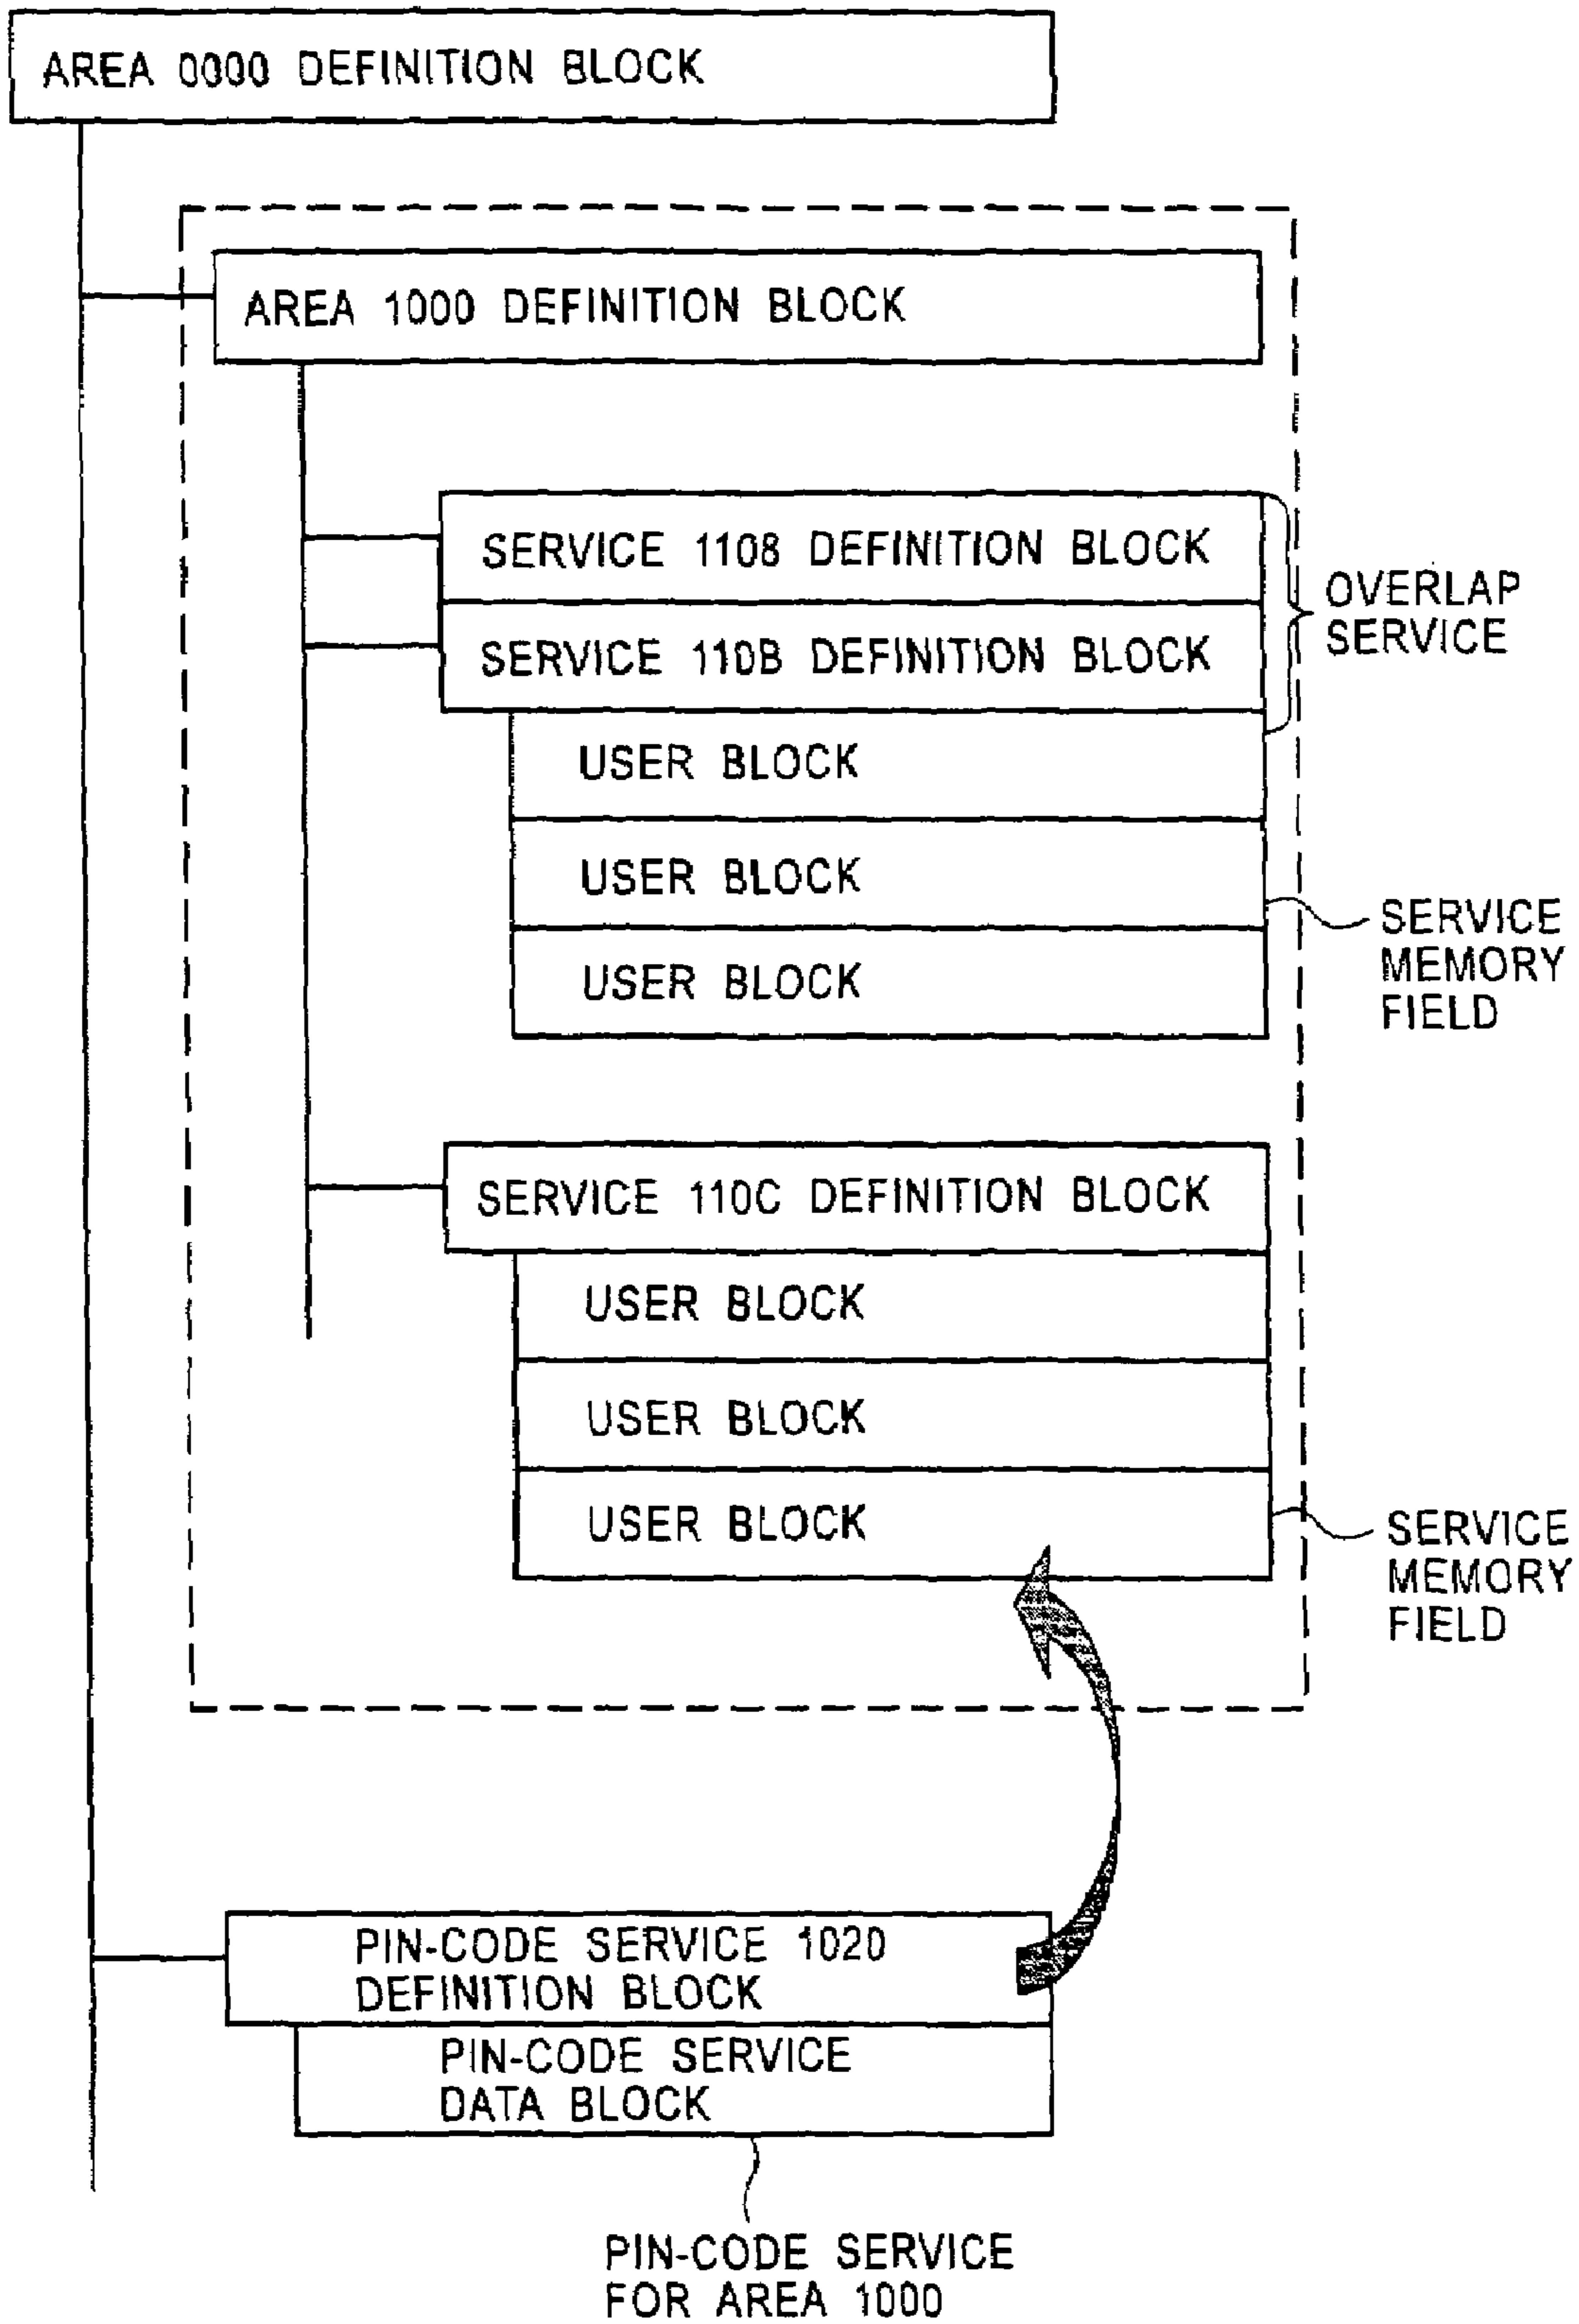 AREA 0000 DEFINITION BLOCK
AREA 1000 DEFINITION BLOCK
SERVICE 1108 DEFINITION BLOCK
SERVICE 110B DEFINITION BLOCK
OVERLAP
SERVICE
USER BLOCK
USER BLOCK
SERVICE
MEMORY
FIELD
USER BLOCK
SERVICE 110C DEFINITION BLOCK
USER BLOCK
USER BLOCK
USER BLOCK
SERVICE
MEMORY
FIELD
PIN-CODE SERVICE 1020
DEFINITION BLOCK
PIN-CODE SERVICE
DATA BLOCK
PIN-CODE SERVICE
FOR AREA 1000